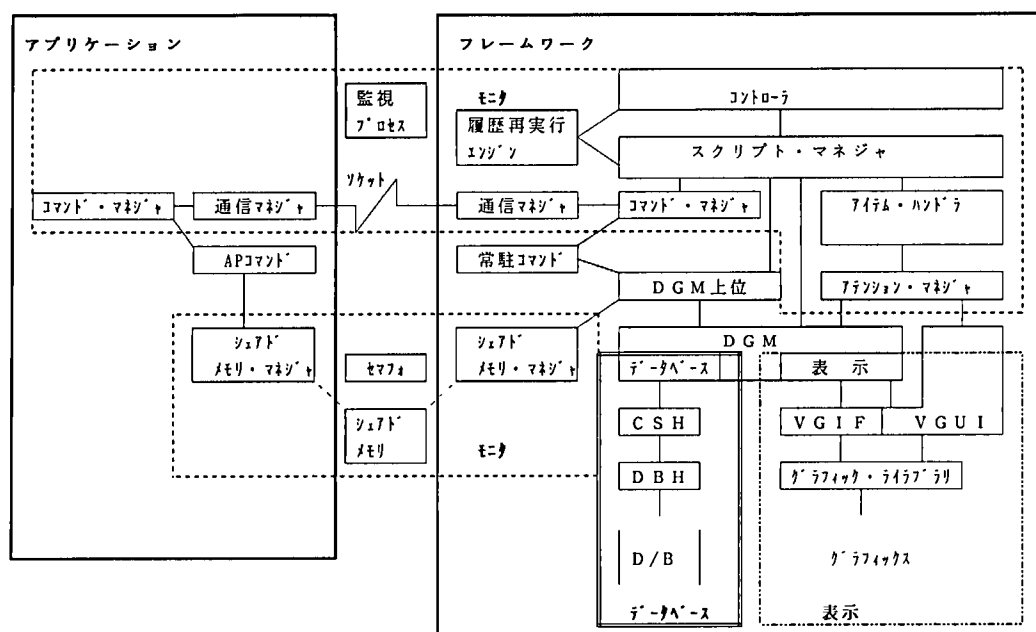 アプリケーション
フレームワーク
監視
ﾌﾟﾛｾｽ
ﾓﾆﾀ
履歴再実行
ｴﾝｼﾞﾝ
ｺﾝﾄﾛｰﾗ
スクリプト・マネジャ
ｿｹｯﾄ
ｺﾏﾝﾄﾞ・ﾏﾈｼﾞｬ
通信ﾏﾈｼﾞｬ
通信ﾏﾈｼﾞｬ
ｺﾏﾝﾄﾞ・ﾏﾈｼﾞｬ
ｱｲﾃﾑ・ﾊﾝﾄﾞﾗ
APｺﾏﾝﾄﾞ
常駐ｺﾏﾝﾄﾞ
DGM上位
ｱﾃﾝｼｮﾝ・ﾏﾈｼﾞｬ
ｼｪｱﾄﾞ
ﾒﾓﾘ・ﾏﾈｼﾞｬ
ｾﾏﾌｫ
ｼｪｱﾄﾞ
ﾒﾓﾘ・ﾏﾈｼﾞｬ
DGM
ﾃﾞｰﾀﾍﾞｰｽ
表示
ｼｪｱﾄﾞ
ﾒﾓﾘ
ﾓﾆﾀ
CSH
VGIF
VGUI
DBH
ｸﾞﾗﾌｨｯｸ・ﾗｲﾌﾞﾗﾘ
D/B
ｸﾞﾗﾌｨｯｸｽ
ﾃﾞｰﾀﾍﾞｰｽ
表示